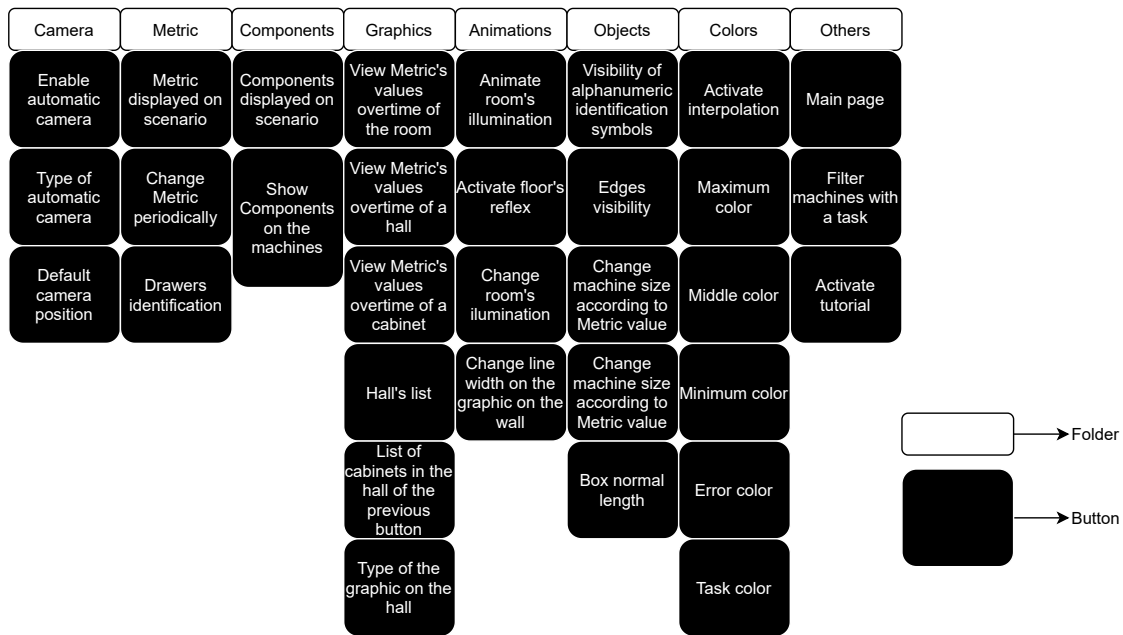 Camera
Metric
Components
Graphics
Animations
Objects
Colors
Others
Enable
automatic
camera
Type of
automatic
camera
Default
camera
position
Metric
displayed on
scenario
Change
Metric
periodically
Drawers
identification
Components
displayed on
scenario
Show
Components
on the
machines
View Metric's
values
overtime of
the room
View Metric's
values
overtime of a
hall
View Metric's
values
overtime of a
cabinet
Hall's list
List of
cabinets in the
hall of the
previous
button
Type of the
graphic on the
hall
Animate
room's
illumination
Activate floor's
reflex
Change
room's
ilumination
Change line
width on the
graphic on the
wall
Visibility of
alphanumeric
identification
symbols
Edges
visibility
Change
machine size
according to
Metric value
Change
machine size
according to
Metric value
Box normal
length
Activate
interpolation
Maximum
color
Middle color
Minimum color
Error color
Task color
Main page
Filter
machines with
a task
Activate
tutorial
Folder
Button